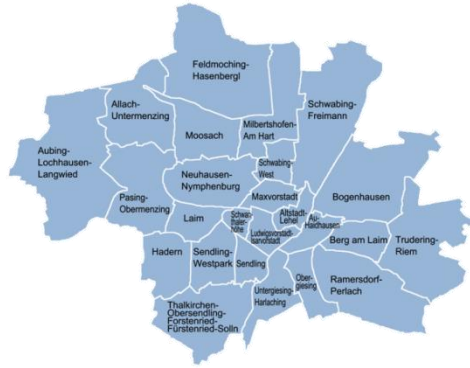 Feldmoching-
Hasenbergl
Allach-
Untermenzing
Schwabing-
Freimann
Milbertshofen-
Am Hart
Moosach
Aubing-
Lochhausen-
Langwied
Schwabing-
West
Neuhausen-
Nymphenburg
Pasing-
Obermenzing
Maxvorstadt
Bogenhausen
Laim
Schwan-
thaler-
höhe
Altstadt-
Lehel
Au-
Haidhausen
Ludwigsvorstadt-
Isarvorstadt
Berg am Laim
Trudering-
Riem
Hadern
Sendling-
Westpark
Sendling
Ober-
giesing
Ramersdorf-
Perlach
Untergiesing-
Harlaching
Thalkirchen-
Obersendling-
Forstenried-
Fürstenried-Solln